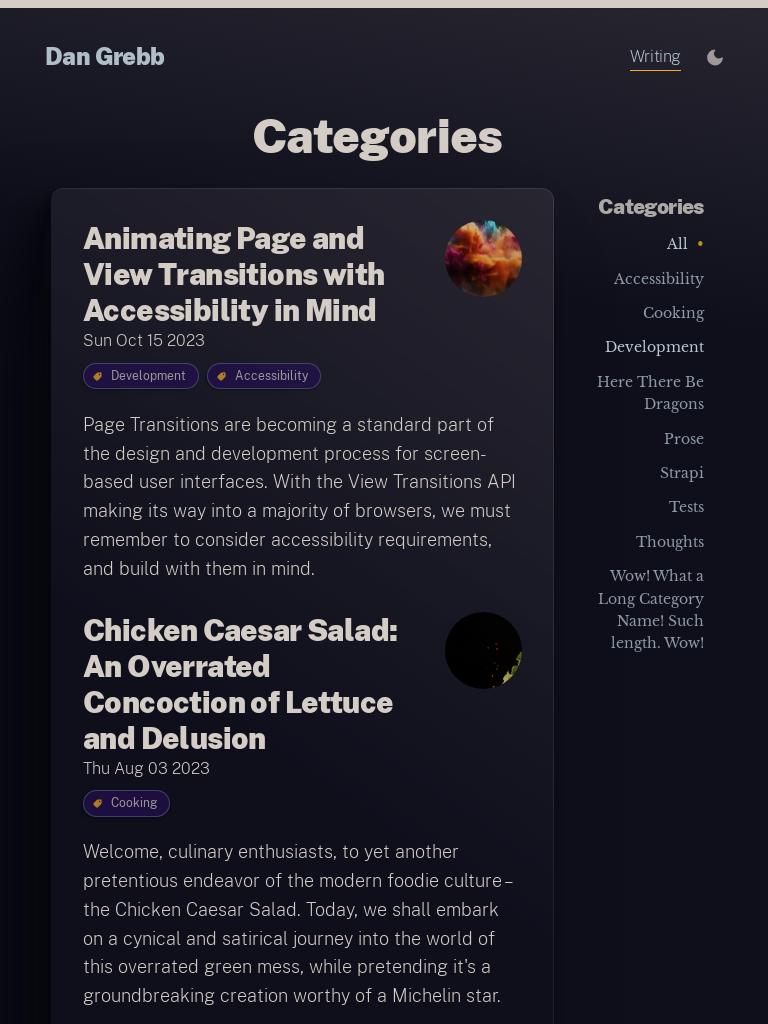 Dan Grebb
Writing
Categories
Animating Page and
View Transitions with
Accessibility in Mind
Sun Oct 15 2023
Development
Accessibility
Page Transitions are becoming a standard part of
the design and development process for screen-
based user interfaces. With the View Transitions API
making its way into a majority of browsers, we must
remember to consider accessibility requirements,
and build with them in mind.
Chicken Caesar Salad:
An Overrated
Concoction of Lettuce
and Delusion
Thu Aug 03 2023
Cooking
Welcome, culinary enthusiasts, to yet another
pretentious endeavor of the modern foodie culture –
the Chicken Caesar Salad. Today, we shall embark
on a cynical and satirical journey into the world of
this overrated green mess, while pretending it's a
groundbreaking creation worthy of a Michelin star.
Categories
All •
Accessibility
Cooking
Development
Here There Be
Dragons
Prose
Strapi
Tests
Thoughts
Wow! What a
Long Category
Name! Such
length. Wow!